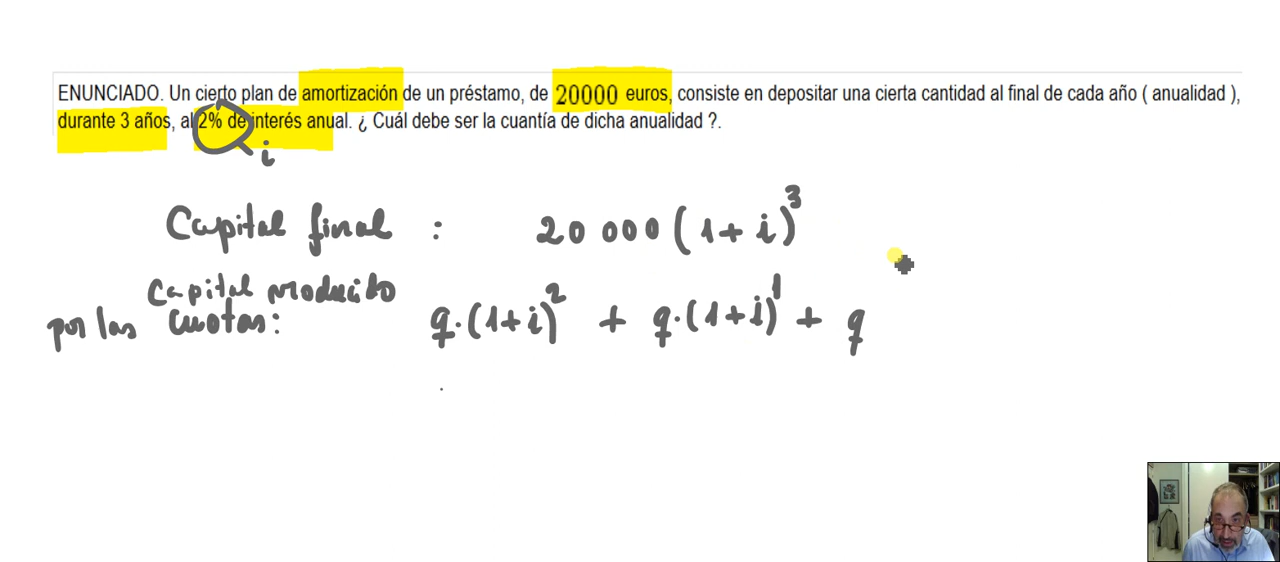 ENUNCIADO. Un cierto plan de amortización de un préstamo, de 20000 euros, consiste en depositar una cierta cantidad al final de cada año ( anualidad ),
durante 3 años, al 2% de interés anual. ¿ Cuál debe ser la cuantía de dicha anualidad ?.
i
Capital final : 20 000 (1+i)³
Capital producido
por las cuotas: q·(1+i)² + q·(1+i)¹ + q